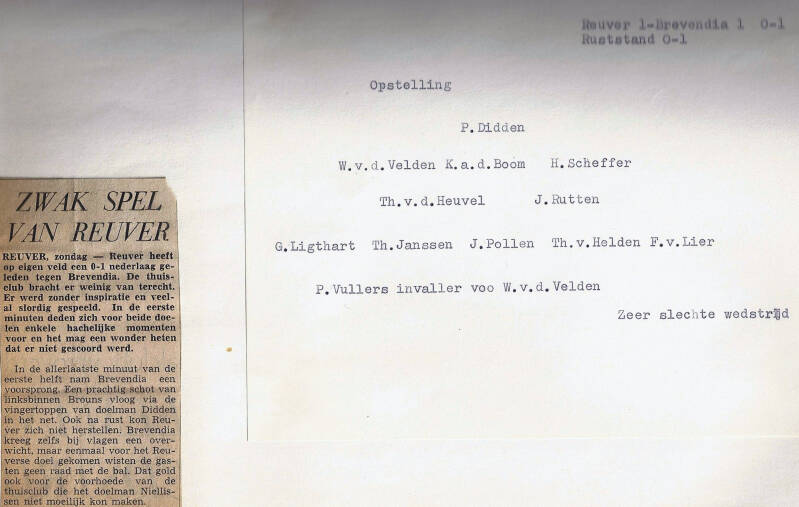 Reuver 1-Brevendia 1 0-1
Ruststand 0-1
Opstelling
P.Didden
W.v.d.Velden K.a.d.Boom H.Scheffer
Th.v.d.Heuvel J.Rutten
G.Ligthart Th.Janssen J.Pollen Th.v.Helden F.v.Lier
P.Vullers invaller voo W.v.d.Velden
Zeer slechte wedstrijd
ZWAK SPEL
VAN REUVER
REUVER, zondag — Reuver heeft
op eigen veld een 0-1 nederlaag ge-
leden tegen Brevendia. De thuis-
club bracht er weinig van terecht.
Er werd zonder inspiratie en veel-
al slordig gespeeld. In de eerste
minuten deden zich voor beide doe-
len enkele hachelijke momenten
voor en het mag een wonder heten
dat er niet gescoord werd.
In de allerlaatste minuut van de
eerste helft nam Brevendia een
voorsprong. Een prachtig schot van
linksbinnen Brouns vloog via de
vingertoppen van doelman Didden
in het net. Ook na rust kon Reu-
ver zich niet herstellen. Brevendia
kreeg zelfs bij vlagen een over-
wicht, maar eenmaal voor het Reu-
verse doel gekomen wisten de gas-
ten geen raad met de bal. Dat gold
ook voor de voorhoede van de
thuisclub die het doelman Niellis-
sen niet moeilijk kon maken.